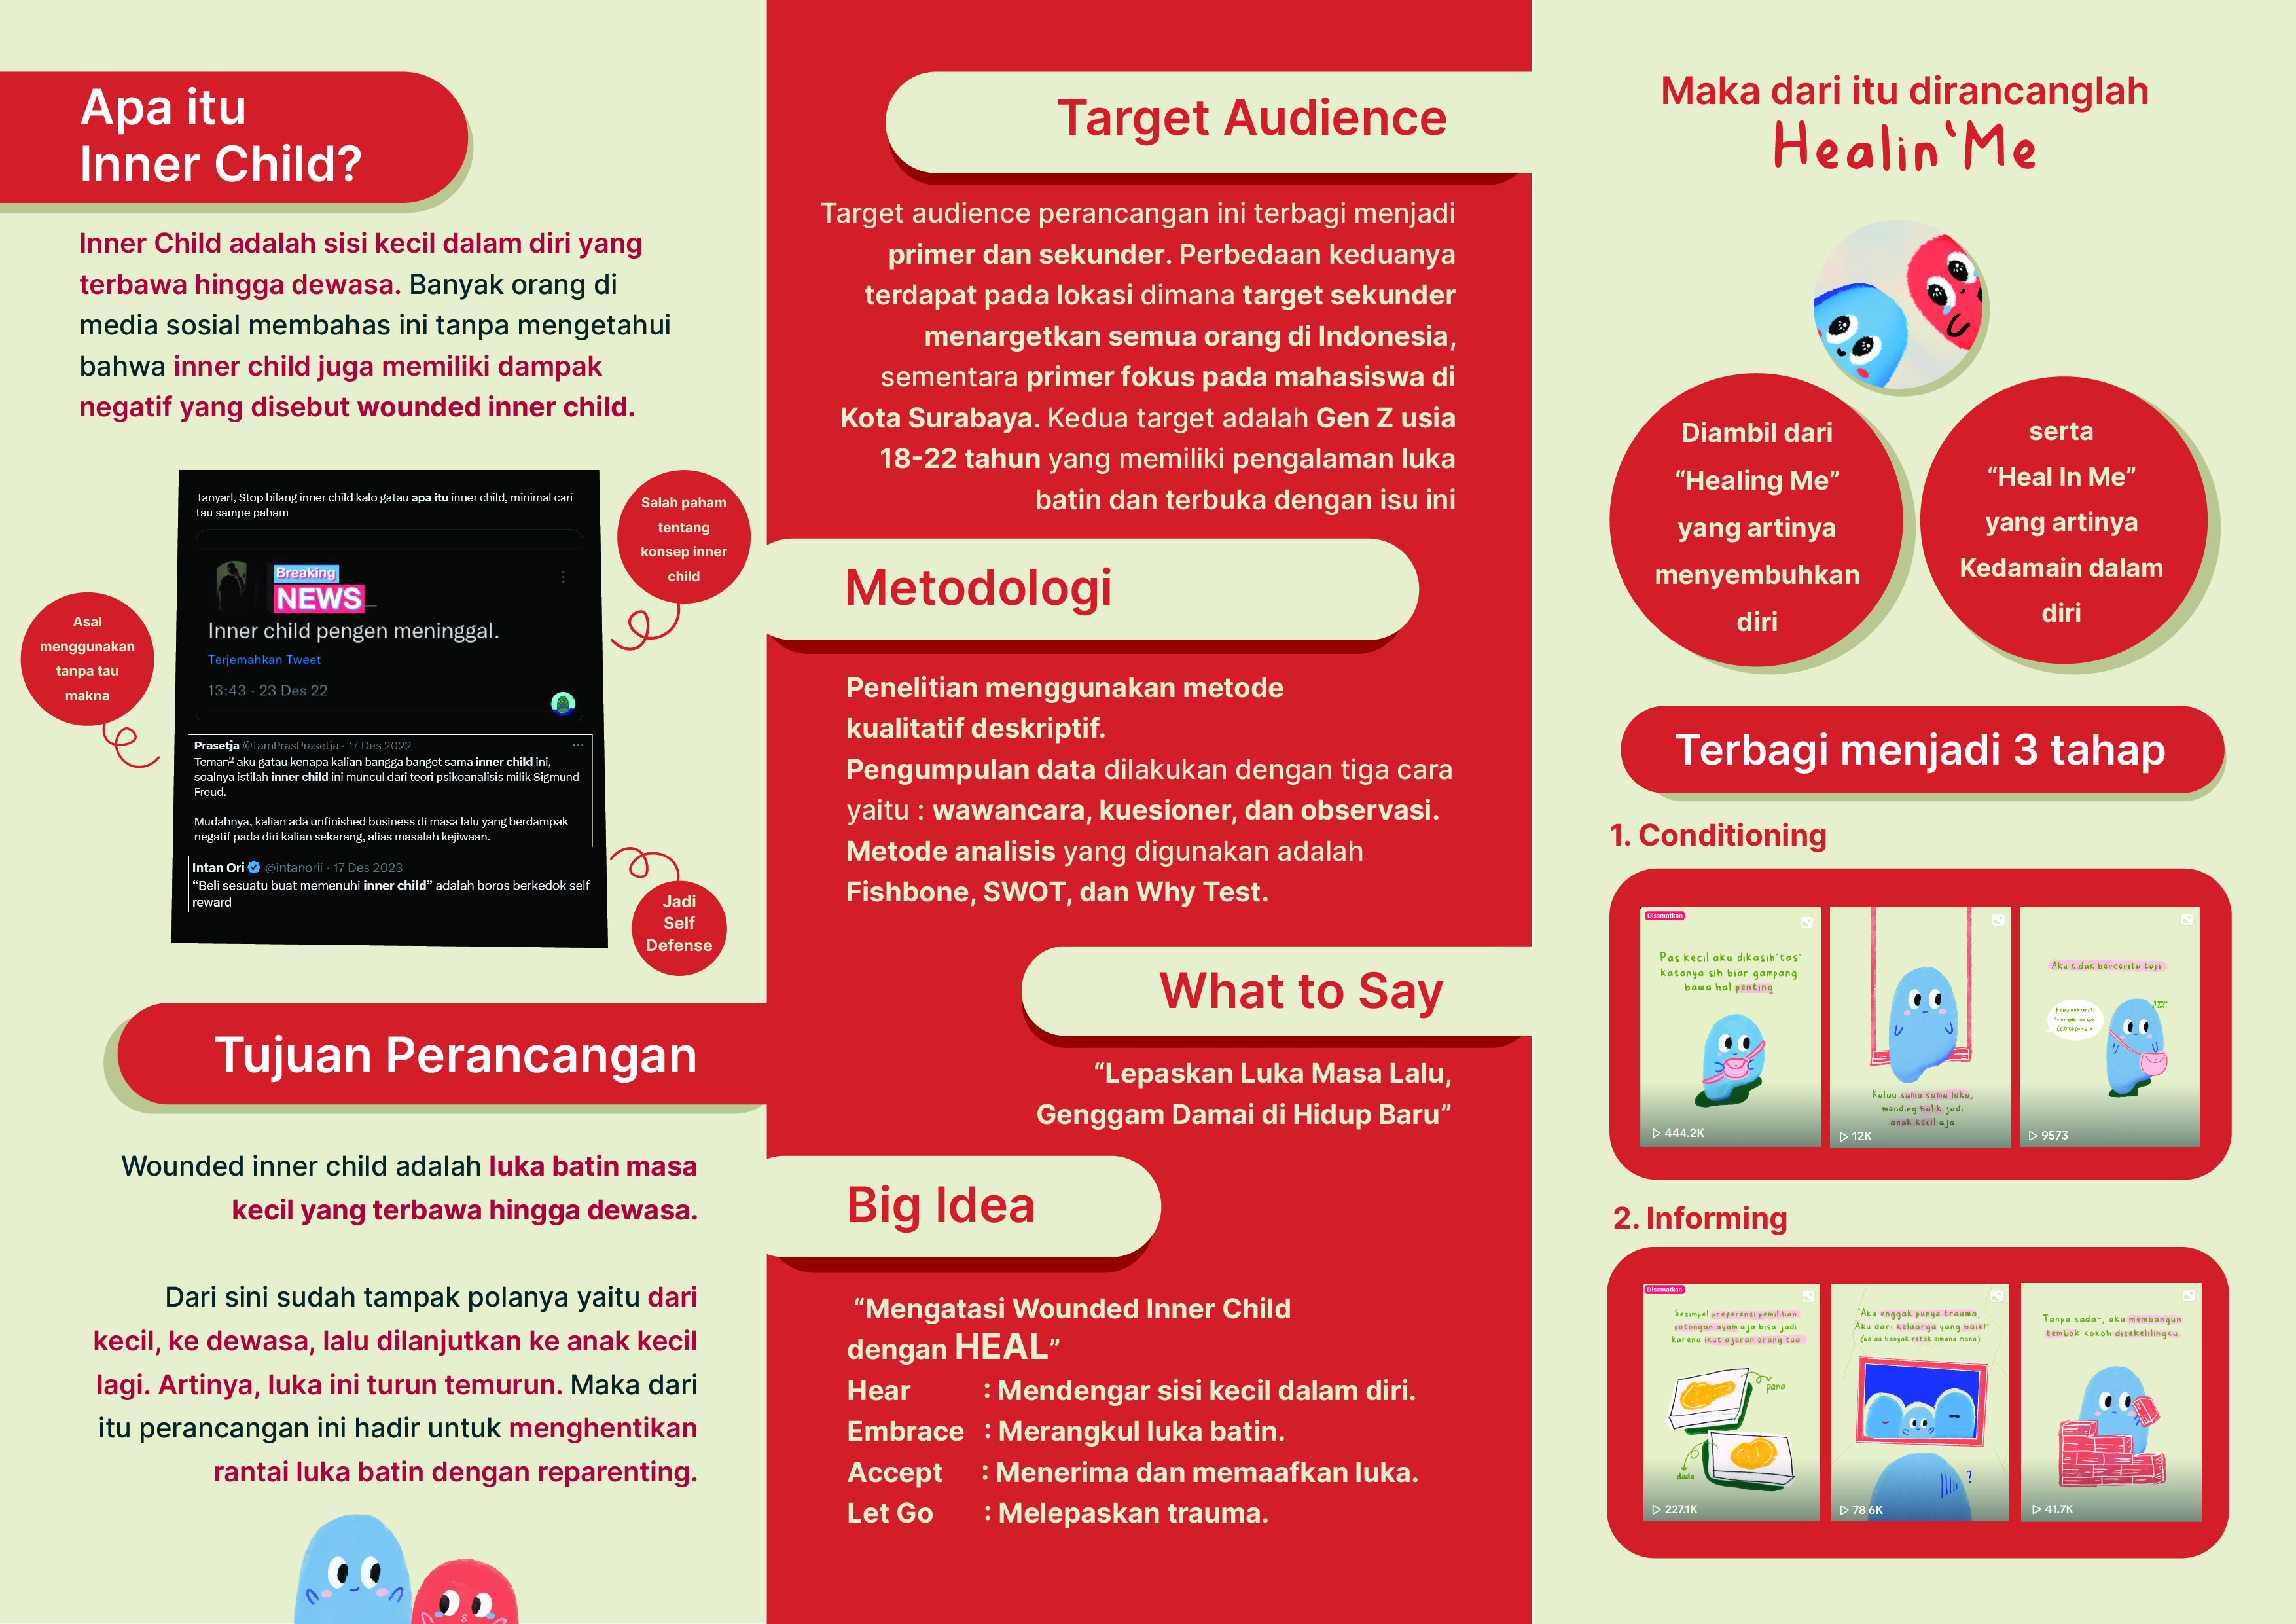 Apa itu
Inner Child?
Inner Child adalah sisi kecil dalam diri yang
terbawa hingga dewasa. Banyak orang di
media sosial membahas ini tanpa mengetahui
bahwa inner child juga memiliki dampak
negatif yang disebut wounded inner child.
Tanyarl, Stop bilang inner child kalo gatau apa itu inner child, minimal cari
tau sampe paham
Breaking
NEWS
Inner child pengen meninggal.
Terjemahkan Tweet
13:43 · 23 Des 22
Prasetja @IamPrasPrasetja · 17 Des 2022
Teman² aku gatau kenapa kalian bangga banget sama inner child ini,
soalnya istilah inner child ini muncul dari teori psikoanalisis milik Sigmund
Freud.
Mudahnya, kalian ada unfinished business di masa lalu yang berdampak
negatif pada diri kalian sekarang, alias masalah kejiwaan.
Intan Ori @intanorii · 17 Des 2023
“Beli sesuatu buat memenuhi inner child” adalah boros berkedok self
reward
Salah paham
tentang
konsep inner
child
Asal
menggunakan
tanpa tau
makna
Jadi
Self
Defense
Tujuan Perancangan
Wounded inner child adalah luka batin masa
kecil yang terbawa hingga dewasa.
Dari sini sudah tampak polanya yaitu dari
kecil, ke dewasa, lalu dilanjutkan ke anak kecil
lagi. Artinya, luka ini turun temurun. Maka dari
itu perancangan ini hadir untuk menghentikan
rantai luka batin dengan reparenting.
Target Audience
Target audience perancangan ini terbagi menjadi
primer dan sekunder. Perbedaan keduanya
terdapat pada lokasi dimana target sekunder
menargetkan semua orang di Indonesia,
sementara primer fokus pada mahasiswa di
Kota Surabaya. Kedua target adalah Gen Z usia
18-22 tahun yang memiliki pengalaman luka
batin dan terbuka dengan isu ini
Metodologi
Penelitian menggunakan metode
kualitatif deskriptif.
Pengumpulan data dilakukan dengan tiga cara
yaitu : wawancara, kuesioner, dan observasi.
Metode analisis yang digunakan adalah
Fishbone, SWOT, dan Why Test.
What to Say
“Lepaskan Luka Masa Lalu,
Genggam Damai di Hidup Baru”
Big Idea
“Mengatasi Wounded Inner Child
dengan HEAL”
Hear : Mendengar sisi kecil dalam diri.
Embrace : Merangkul luka batin.
Accept : Menerima dan memaafkan luka.
Let Go : Melepaskan trauma.
Maka dari itu dirancanglah
Healin'Me
Diambil dari
“Healing Me”
yang artinya
menyembuhkan
diri
serta
“Heal In Me”
yang artinya
Kedamain dalam
diri
Terbagi menjadi 3 tahap
1. Conditioning
Disematkan
Pas kecil aku dikasih "tas"
katanya sih biar gampang
bawa hal penting
444.2K
Kalau sama sama luka,
mending balik jadi
anak kecil aja
12K
Aku tidak bercerita tapi..
9573
2. Informing
Disematkan
Sesimpel preferensi pemilihan
potongan ayam aja bisa jadi
karena ikut ajaran orang tua
paha
dada
227.1K
"Aku enggak punya trauma,
Aku dari keluarga yang baik!"
(walau banyak retak dimana mana)
?
78.6K
Tanpa sadar, aku membangun
tembok kokoh disekelilingku.
41.7K